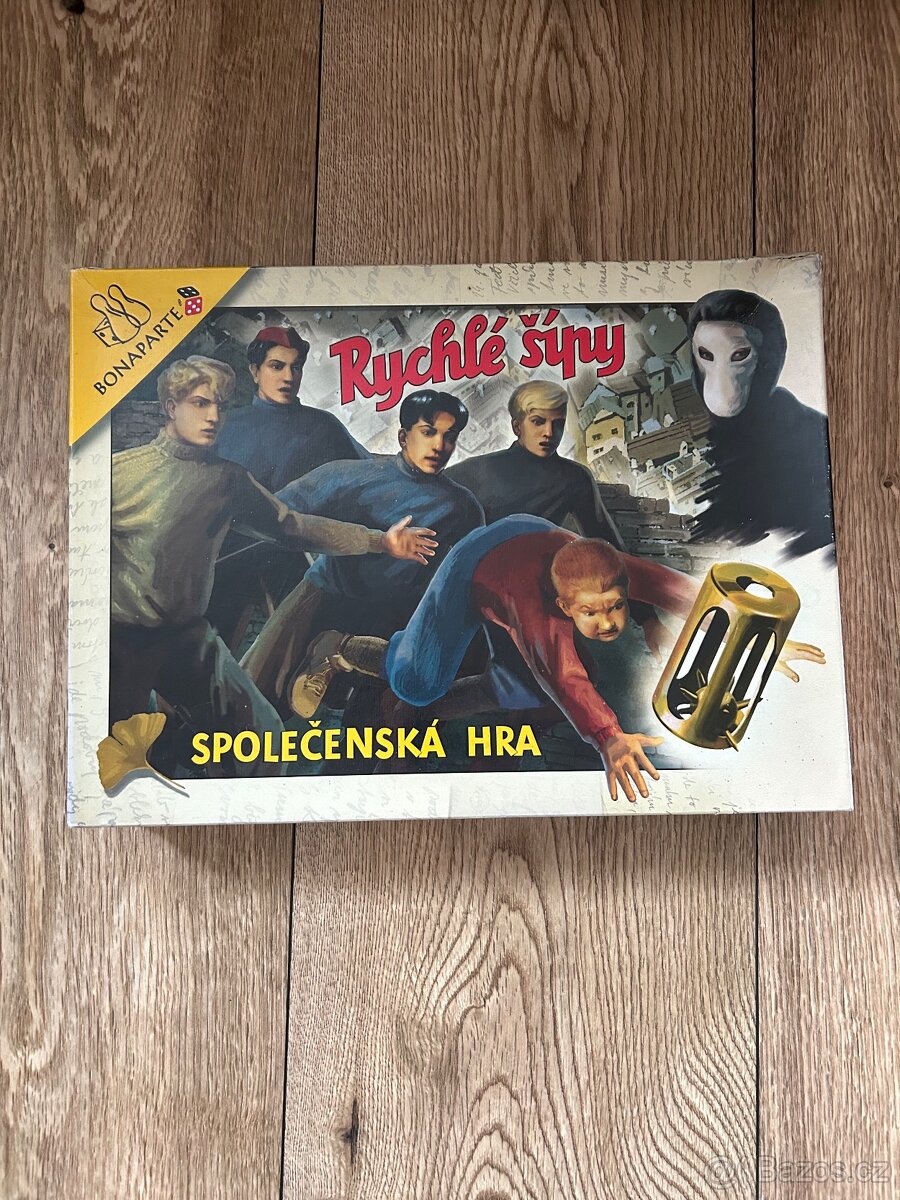 BONAPARTE
Rychlé šípy
SPOLEČENSKÁ HRA
© Bazos.cz